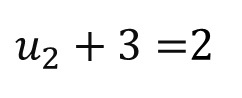 u₂ + 3 =2